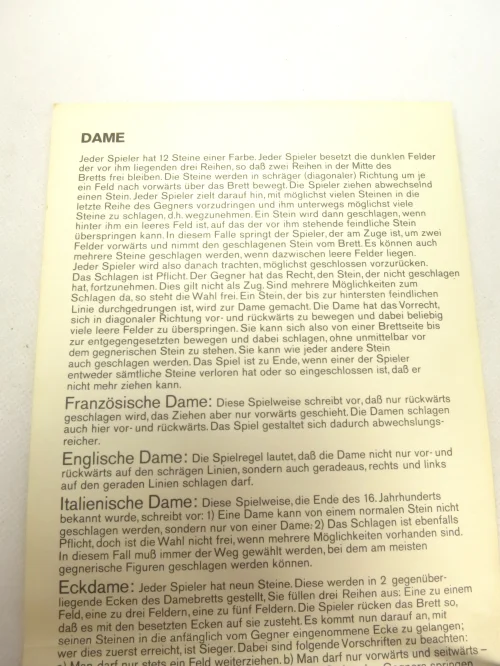 DAME
Jeder Spieler hat 12 Steine einer Farbe. Jeder Spieler besetzt die dunklen Felder
der vor ihm liegenden drei Reihen, so daß zwei Reihen in der Mitte des
Bretts frei bleiben. Die Steine werden in schräger (diagonaler) Richtung um je
ein Feld nach vorwärts über das Brett bewegt. Die Spieler ziehen abwechselnd
einen Stein. Jeder Spieler zielt darauf hin, mit möglichst vielen Steinen in die
letzte Reihe des Gegners vorzudringen und ihm unterwegs möglichst viele
Steine zu schlagen, d.h. wegzunehmen. Ein Stein wird dann geschlagen, wenn
hinter ihm ein leeres Feld ist, auf das der vor ihm stehende feindliche Stein
überspringen kann. In diesem Falle springt der Spieler, der am Zuge ist, um zwei
Felder vorwärts und nimmt den geschlagenen Stein vom Brett. Es können auch
mehrere Steine geschlagen werden, wenn dazwischen leere Felder liegen.
Jeder Spieler wird also danach trachten, möglichst geschlossen vorzurücken.
Das Schlagen ist Pflicht. Der Gegner hat das Recht, den Stein, der nicht geschlagen
hat, fortzunehmen. Dies gilt nicht als Zug. Sind mehrere Möglichkeiten zum
Schlagen da, so steht die Wahl frei. Ein Stein, der bis zur hintersten feindlichen
Linie durchgedrungen ist, wird zur Dame gemacht. Die Dame hat das Vorrecht,
sich in diagonaler Richtung vor- und rückwärts zu bewegen und dabei beliebig
viele leere Felder zu überspringen. Sie kann sich also von einer Brettseite bis
zur entgegengesetzten bewegen und dabei schlagen, ohne unmittelbar vor
dem gegnerischen Stein zu stehen. Sie kann wie jeder andere Stein
auch geschlagen werden. Das Spiel ist zu Ende, wenn einer der Spieler
entweder sämtliche Steine verloren hat oder so eingeschlossen ist, daß er
nicht mehr ziehen kann.
Französische Dame: Diese Spielweise schreibt vor, daß nur rückwärts
geschlagen wird, das Ziehen aber nur vorwärts geschieht. Die Damen schlagen
auch hier vor- und rückwärts. Das Spiel gestaltet sich dadurch abwechslungs-
reicher.
Englische Dame: Die Spielregel lautet, daß die Dame nicht nur vor- und
rückwärts auf den schrägen Linien, sondern auch geradeaus, rechts und links
auf den geraden Linien schlagen darf.
Italienische Dame: Diese Spielweise, die Ende des 16. Jahrhunderts
bekannt wurde, schreibt vor: 1) Eine Dame kann von einem normalen Stein nicht
geschlagen werden, sondern nur von einer Dame: 2) Das Schlagen ist ebenfalls
Pflicht, doch ist die Wahl nicht frei, wenn mehrere Möglichkeiten vorhanden sind.
In diesem Fall muß immer der Weg gewählt werden, bei dem am meisten
gegnerische Figuren geschlagen werden können.
Eckdame: Jeder Spieler hat neun Steine. Diese werden in 2 gegenüber-
liegende Ecken des Damebretts gestellt, Sie füllen drei Reihen aus: Eine zu einem
Feld, eine zu drei Feldern, eine zu fünf Feldern. Die Spieler rücken das Brett so,
daß es mit den besetzten Ecken auf sie zusteht. Es kommt nun darauf an, mit
seinen Steinen in die anfänglich vom Gegner eingenommene Ecke zu gelangen;
wer dies zuerst erreicht, ist Sieger. Dabei sind folgende Vorschriften zu beachten:
a) Man darf nur stets ein Feld weiterziehen. b) Man darf nur vorwärts und seitwärts –
Gegners springen